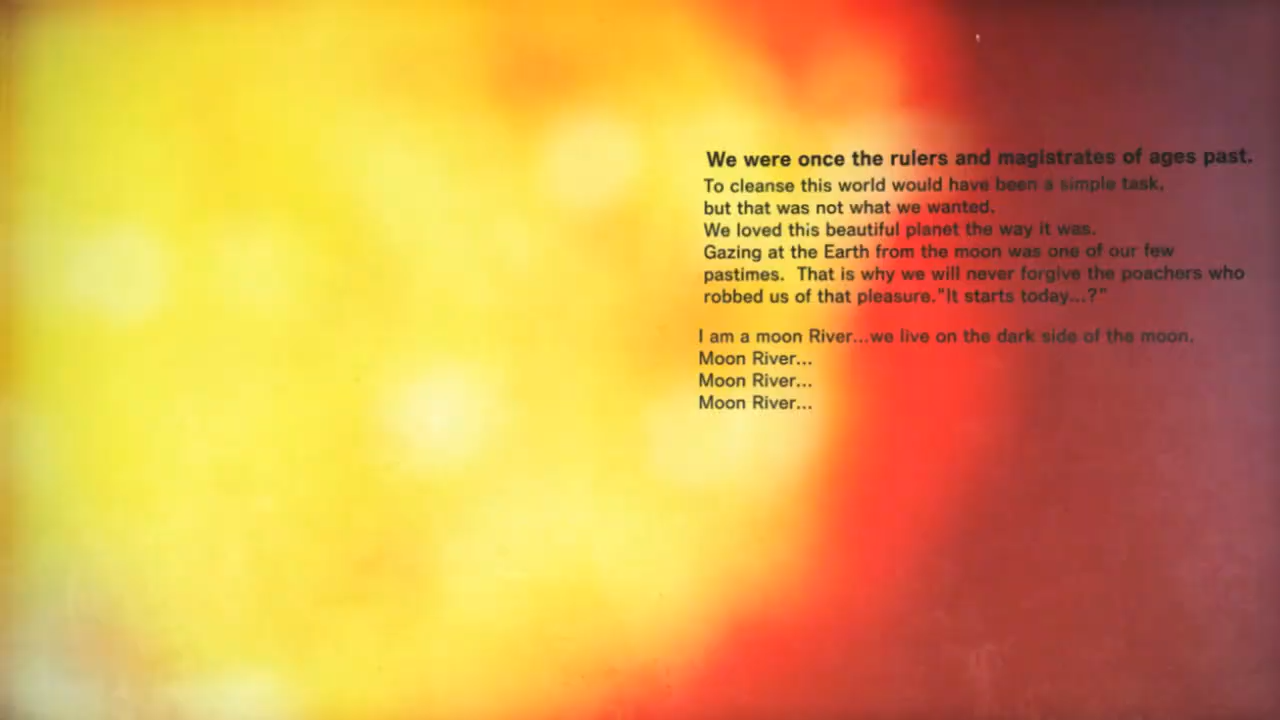 We were once the rulers and magistrates of ages past.
To cleanse this world would have been a simple task,
but that was not what we wanted.
We loved this beautiful planet the way it was.
Gazing at the Earth from the moon was one of our few
pastimes.  That is why we will never forgive the poachers who
robbed us of that pleasure."It starts today...?"
I am a moon River...we live on the dark side of the moon.
Moon River...
Moon River...
Moon River...